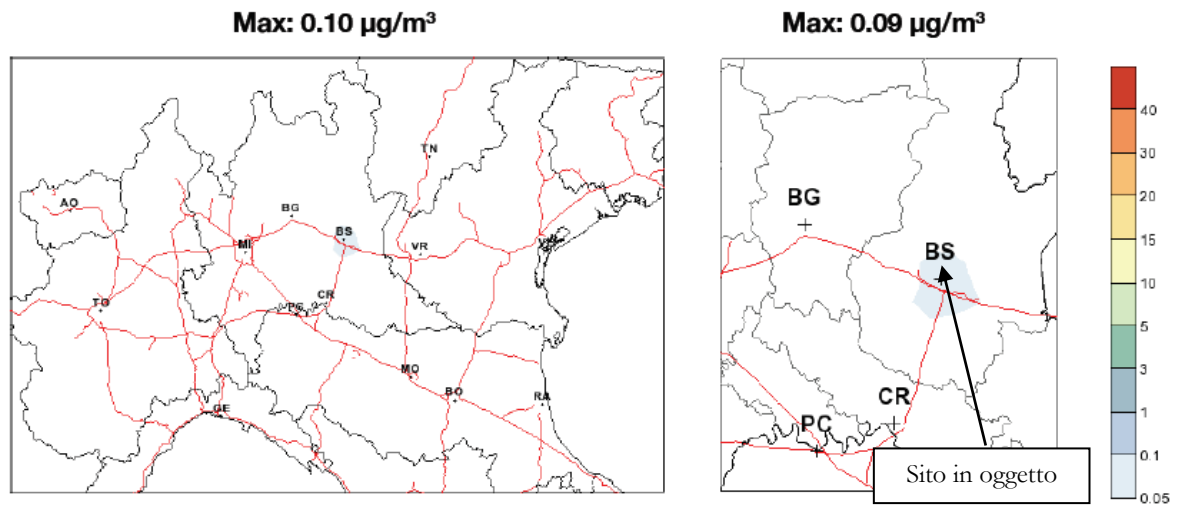 Max: 0.10 µg/m³
Max: 0.09 µg/m³
TN
AO
BG
BS
MI
VR
TO
CR
PC
MO
BO
RA
GE
BG
BS
CR
PC
Sito in oggetto
40
30
20
15
10
5
3
1
0.1
0.05